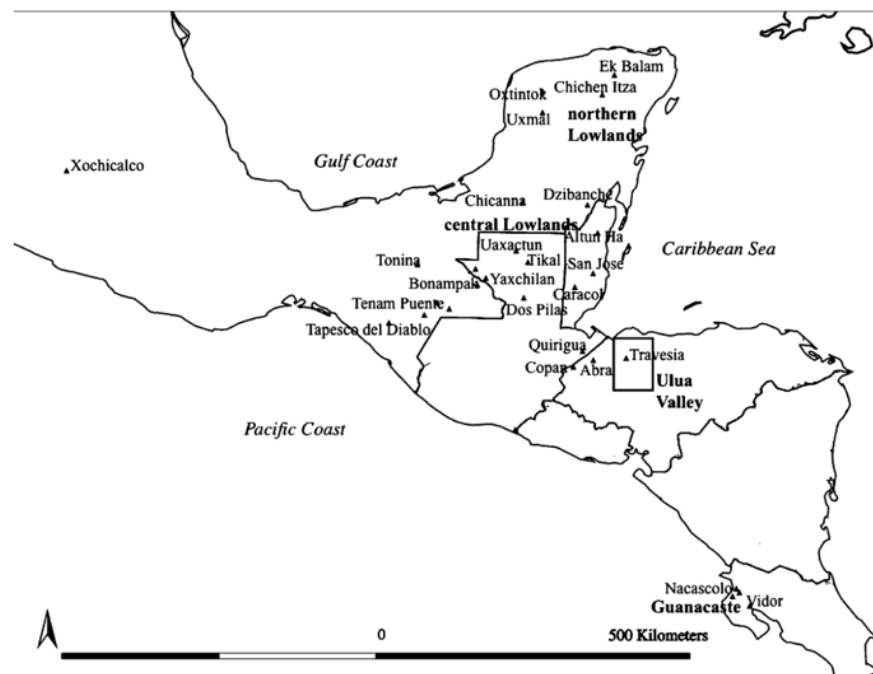 Ek Balam
Chichen Itza
Oxtintok
northern
Uxmal
Lowlands
Gulf Coast
Xochicalco
Chicanna
Dzibanche
central Lowlands
Altun Ha
Uaxactun
Caribbean Sea
Tonina
Tikal
San Jose
Bonampak
Yaxchilan
Caracol
Tenam Puente
Dos Pilas
Tapesco del Diablo
Quirigua
Travesia
Copan
Abra
Ulua
Valley
Pacific Coast
Nacascolo
Guanacaste
Vidor
0
500 Kilometers